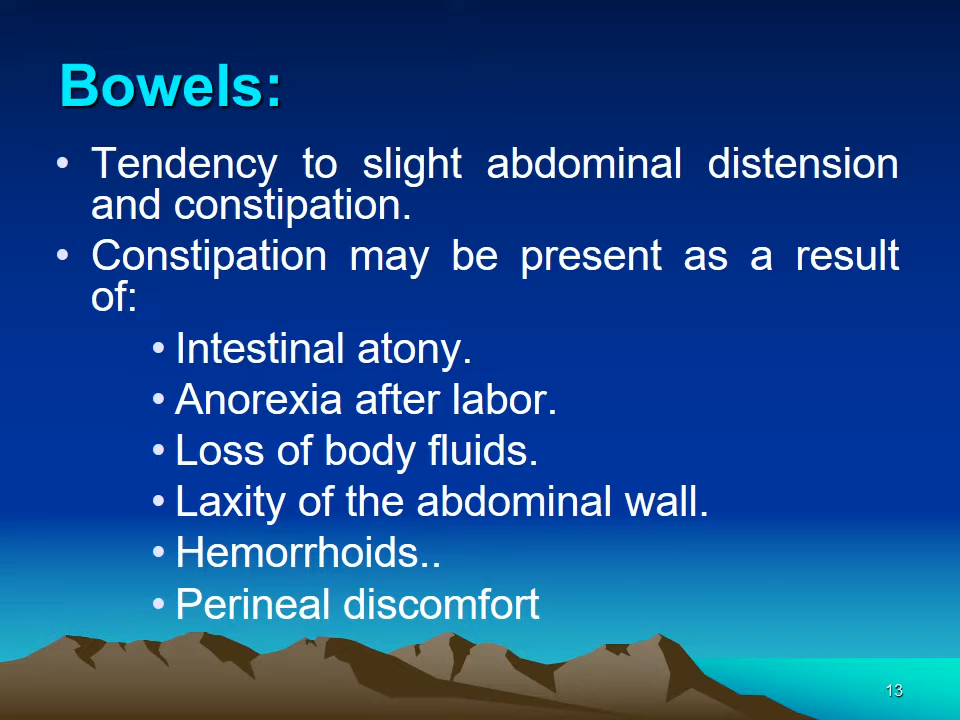 Bowels:
• Tendency to slight abdominal distension
and constipation.
• Constipation may be present as a result
of:
• Intestinal atony.
• Anorexia after labor.
• Loss of body fluids.
• Laxity of the abdominal wall.
• Hemorrhoids..
• Perineal discomfort
13